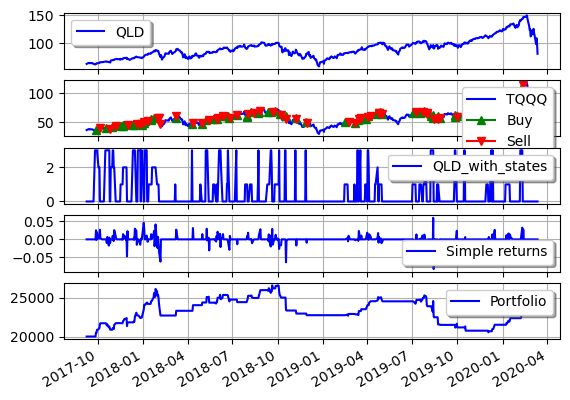 150
100
QLD
100
50
TQQQ
Buy
Sell
2
0
QLD_with_states
0.05
0.00
−0.05
Simple returns
25000
20000
Portfolio
2017-10 2018-01 2018-04 2018-07 2018-10 2019-01 2019-04 2019-07 2019-10 2020-01 2020-04